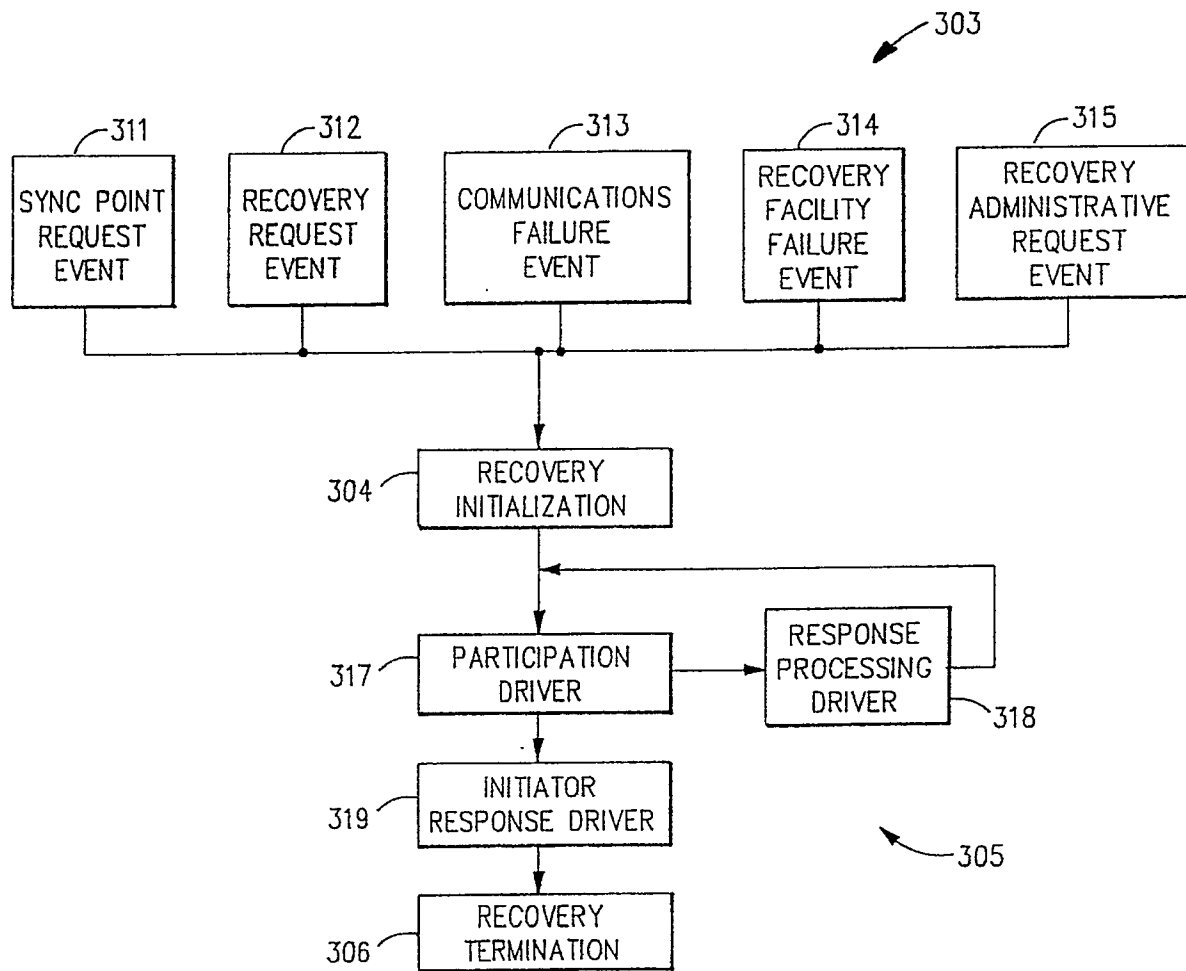 303
311
312
313
314
315
SYNC POINT
REQUEST
EVENT
RECOVERY
REQUEST
EVENT
COMMUNICATIONS
FAILURE
EVENT
RECOVERY
FACILITY
FAILURE
EVENT
RECOVERY
ADMINISTRATIVE
REQUEST
EVENT
304
RECOVERY
INITIALIZATION
317
PARTICIPATION
DRIVER
RESPONSE
PROCESSING
DRIVER
318
319
INITIATOR
RESPONSE DRIVER
305
306
RECOVERY
TERMINATION